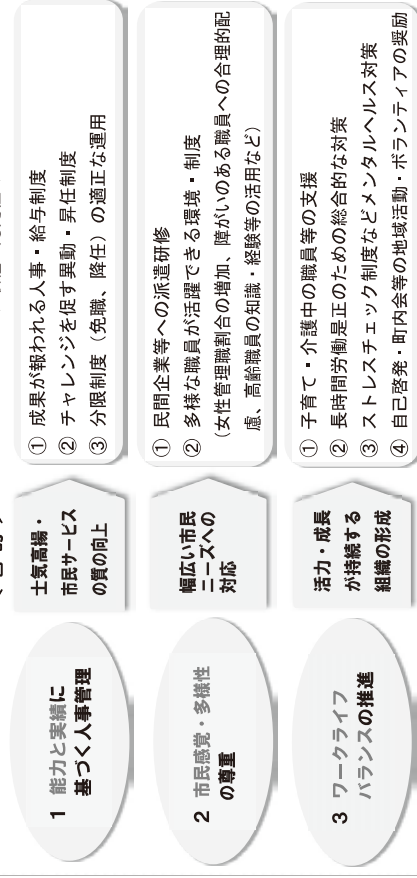 1 能力と実績に
基づく人事管理
士気高揚・
市民サービス
の質の向上
① 成果が報われる人事・給与制度
② チャレンジを促す異動・昇任制度
③ 分限制度（免職、降任）の適正な運用
2 市民感覚・多様性
の尊重
幅広い市民
ニーズへの
対応
① 民間企業等への派遣研修
② 多様な職員が活躍できる環境・制度
（女性管理職割合の増加、障がいのある職員への合理的配
慮、高齢職員の知識・経験等の活用など）
3 ワークライフ
バランスの推進
活力・成長
が持続する
組織の形成
① 子育て・介護中の職員等の支援
② 長時間労働是正のための総合的な対策
③ ストレスチェック制度などメンタルヘルス対策
④ 自己啓発・町内会等の地域活動・ボランティアの奨励